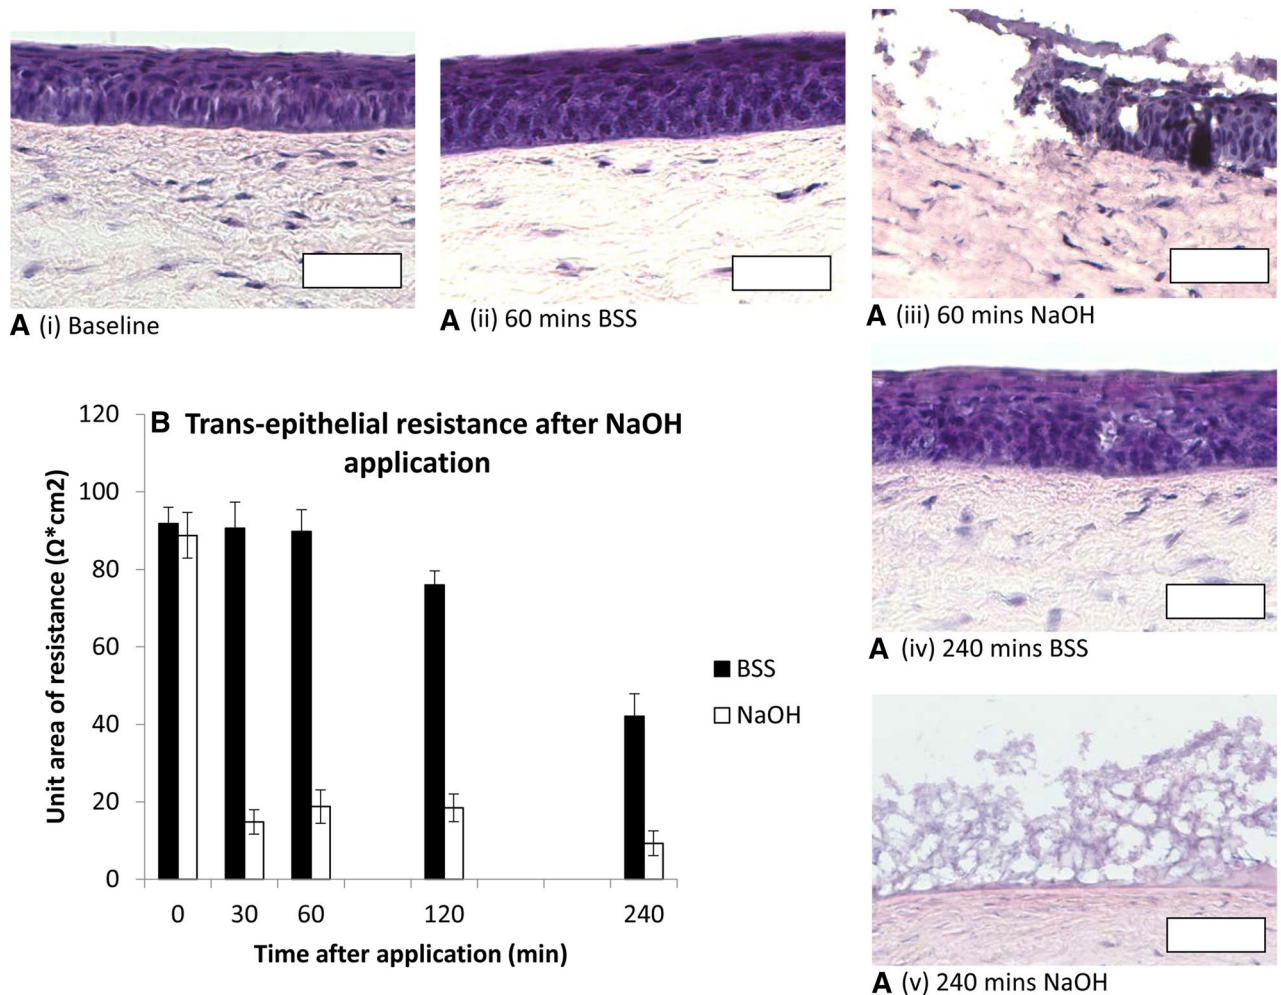 A (i) Baseline
A (ii) 60 mins BSS
A (iii) 60 mins NaOH
A (iv) 240 mins BSS
A (v) 240 mins NaOH
B Trans-epithelial resistance after NaOH
application
Unit area of resistance (Ω*cm2)
120
100
80
60
40
20
0
0 30 60 120 240
Time after application (min)
BSS
NaOH